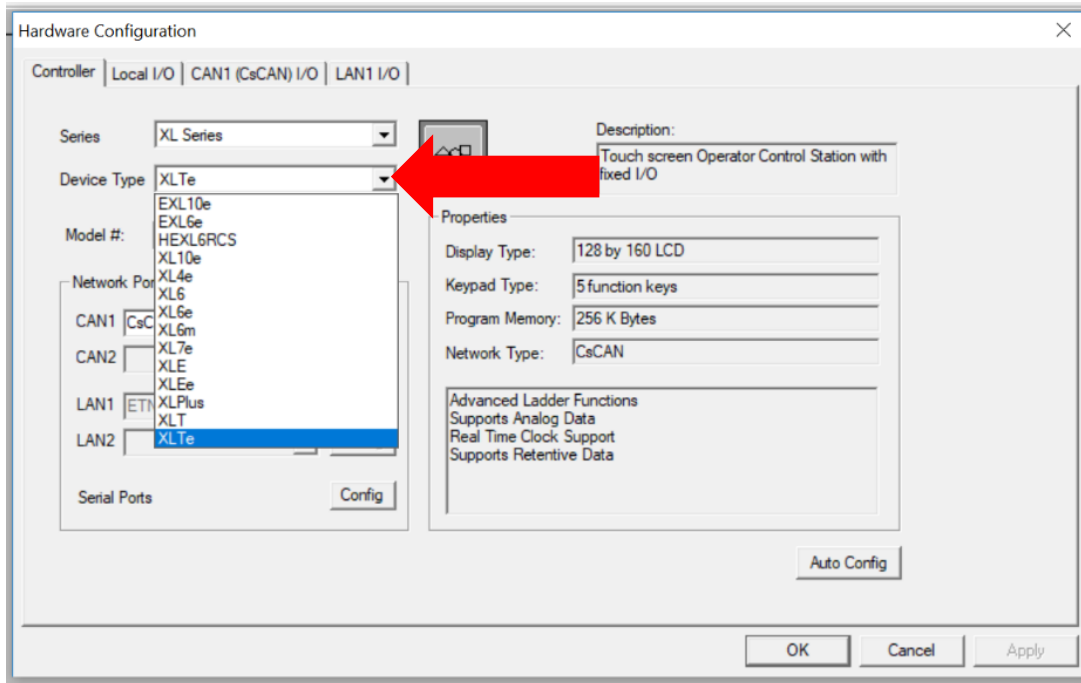 Hardware Configuration
Controller
Local I/O
CAN1 (CsCAN) I/O
LAN1 I/O
Series
XL Series
Device Type
XLTe
EXL10e
EXL6e
HEXL6RCS
XL10e
XL4e
XL6
XL6e
XL6m
XL7e
XLE
XLEe
XLPlus
XLT
XLTe
Model #:
Network Por
CAN1
CsC
CAN2
LAN1
ETN
LAN2
Serial Ports
Config
Description:
Touch screen Operator Control Station with
fixed I/O
Properties
Display Type:
128 by 160 LCD
Keypad Type:
5 function keys
Program Memory:
256 K Bytes
Network Type:
CsCAN
Advanced Ladder Functions
Supports Analog Data
Real Time Clock Support
Supports Retentive Data
Auto Config
OK
Cancel
Apply